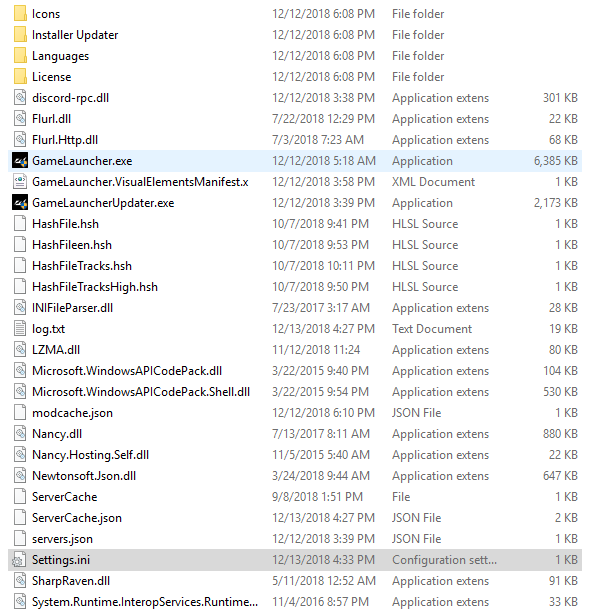 Icons 12/12/2018 6:08 PM File folder
Installer Updater 12/12/2018 6:08 PM File folder
Languages 12/12/2018 6:08 PM File folder
License 12/12/2018 6:08 PM File folder
discord-rpc.dll 12/12/2018 3:38 PM Application extens 301 KB
Flurl.dll 7/22/2018 12:29 PM Application extens 22 KB
Flurl.Http.dll 7/3/2018 7:23 AM Application extens 68 KB
GameLauncher.exe 12/12/2018 5:18 AM Application 6,385 KB
GameLauncher.VisualElementsManifest.x 12/12/2018 3:58 PM XML Document 1 KB
GameLauncherUpdater.exe 12/12/2018 3:39 PM Application 2,173 KB
HashFile.hsh 10/7/2018 9:41 PM HLSL Source 1 KB
HashFileen.hsh 10/7/2018 9:53 PM HLSL Source 1 KB
HashFileTracks.hsh 10/7/2018 10:11 PM HLSL Source 1 KB
HashFileTracksHigh.hsh 10/7/2018 9:50 PM HLSL Source 1 KB
INIFileParser.dll 7/23/2017 3:17 AM Application extens 28 KB
log.txt 12/13/2018 4:27 PM Text Document 19 KB
LZMA.dll 11/12/2018 11:24 Application extens 80 KB
Microsoft.WindowsAPICodePack.dll 3/22/2015 9:40 PM Application extens 104 KB
Microsoft.WindowsAPICodePack.Shell.dll 3/22/2015 9:54 PM Application extens 530 KB
modcache.json 12/12/2018 6:10 PM JSON File 1 KB
Nancy.dll 7/13/2017 8:11 AM Application extens 880 KB
Nancy.Hosting.Self.dll 11/5/2015 5:40 AM Application extens 22 KB
Newtonsoft.Json.dll 3/24/2018 9:44 AM Application extens 647 KB
ServerCache 9/8/2018 1:51 PM File 1 KB
ServerCache.json 12/13/2018 4:27 PM JSON File 2 KB
servers.json 12/12/2018 3:39 PM JSON File 1 KB
Settings.ini 12/13/2018 4:33 PM Configuration sett... 1 KB
SharpRaven.dll 5/11/2018 12:52 AM Application extens 91 KB
System.Runtime.InteropServices.Runtime... 11/4/2016 8:57 PM Application extens 33 KB